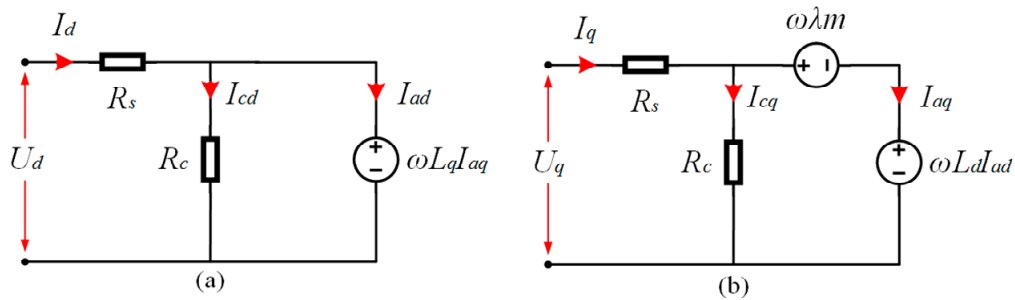 Id
Rs
Icd
Iad
Ud
Rc
ωLqIaq
(a)
Iq
ωλm
Rs
Icq
Iaq
Uq
Rc
ωLdIad
(b)